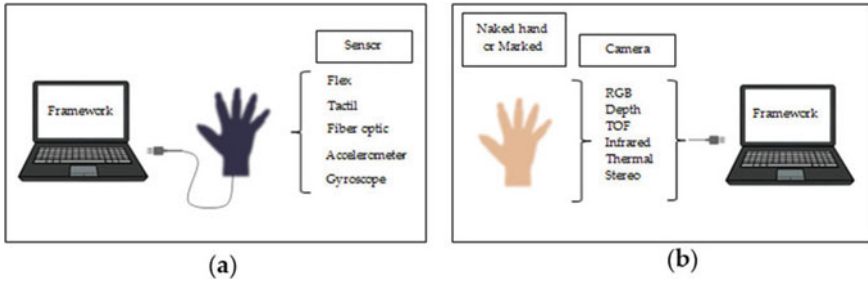 Sensor
Framework
Flex
Tactil
Fiber optic
Accelerometer
Gyroscope
(a)
Naked hand
or Marked
Camera
RGB
Depth
TOF
Infrared
Thermal
Stereo
Framework
(b)